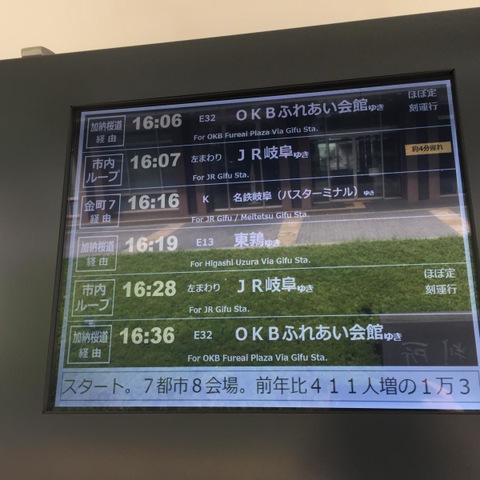 加納桜道経由 16:06 E32 OKBふれあい会館ゆき ほぼ定刻運行
For OKB Fureai Plaza Via Gifu Sta.
市内ループ 16:07 左まわり JR岐阜ゆき 約4分遅れ
For JR Gifu Sta.
金町7経由 16:16 K 名鉄岐阜(バスターミナル)ゆき
For JR Gifu / Meitetsu Gifu Sta.
加納桜道経由 16:19 E13 東鶉ゆき
For Higashi Uzura Via Gifu Sta.
市内ループ 16:28 左まわり JR岐阜ゆき ほぼ定刻運行
For JR Gifu Sta.
加納桜道経由 16:36 E32 OKBふれあい会館ゆき
For OKB Fureai Plaza Via Gifu Sta.
スタート。7都市8会場。前年比411人増の1万3